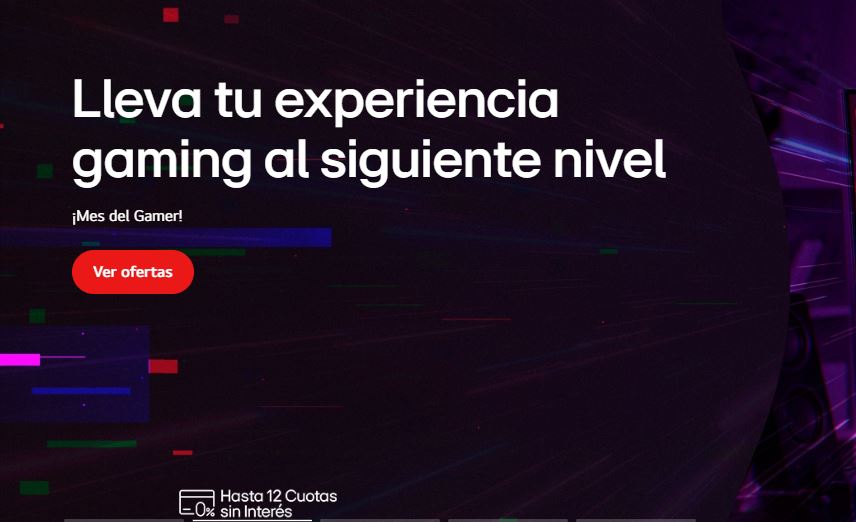 Lleva tu experiencia
gaming al siguiente nivel
¡Mes del Gamer!
Ver ofertas
0% Hasta 12 Cuotas
sin Interés